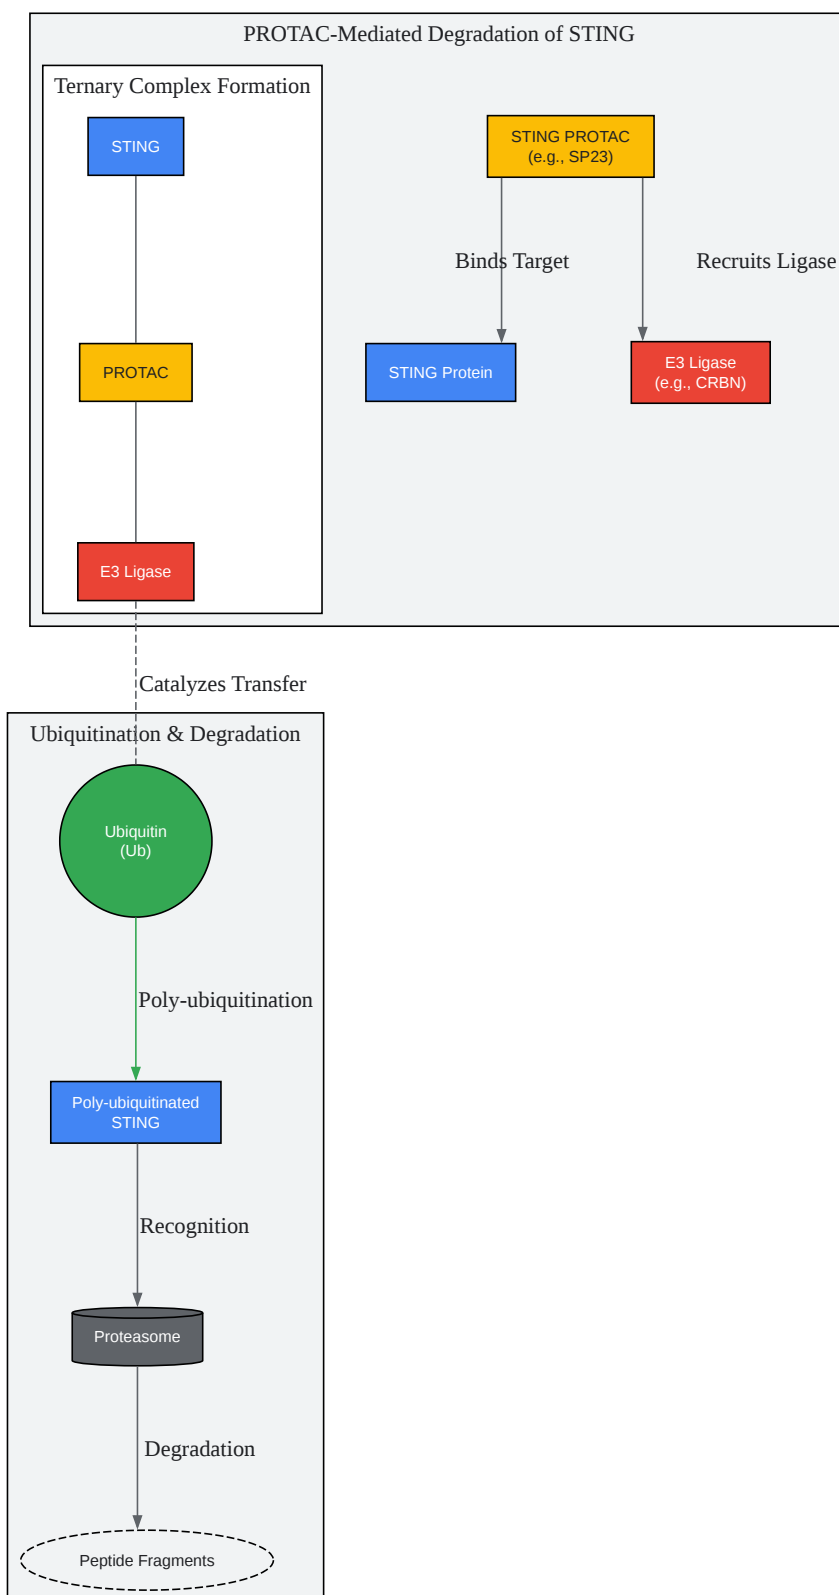 PROTAC-Mediated Degradation of STING
Ternary Complex Formation
STING
PROTAC
E3 Ligase
STING PROTAC
(e.g., SP23)
Binds Target
Recruits Ligase
STING Protein
E3 Ligase
(e.g., CRBN)
Catalyzes Transfer
Ubiquitination & Degradation
Ubiquitin
(Ub)
Poly-ubiquitination
Poly-ubiquitinated
STING
Recognition
Proteasome
Degradation
Peptide Fragments